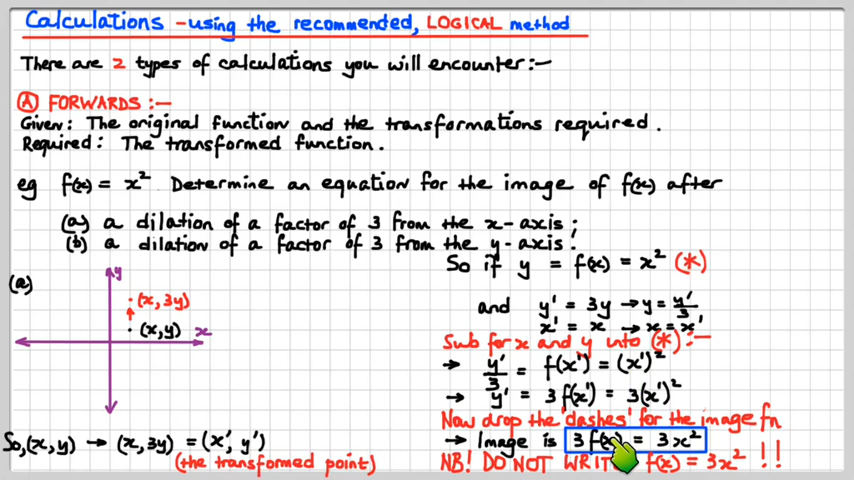 Calculations - using the recommended, LOGICAL method
There are 2 types of calculations you will encounter :-
(A) FORWARDS :-
Given: The original function and the transformations required.
Required: The transformed function.
eg f(x) = x² Determine an equation for the image of f(x) after
(a) a dilation of a factor of 3 from the x-axis;
(b) a dilation of a factor of 3 from the y-axis:
So if y = f(x) = x² (*)
(a)
y
(x, 3y)
(x, y)
x
and y' = 3y → y = y'/3
x' = x → x = x'
Sub for x and y into (*) :-
→ y'/3 = f(x') = (x')²
→ y' = 3f(x') = 3(x')²
Now drop the 'dashes' for the image fn
So, (x, y) → (x, 3y) = (x', y')
(the transformed point)
→ Image is 3f(x) = 3x²
NB! DO NOT WRITE f(x) = 3x² !!